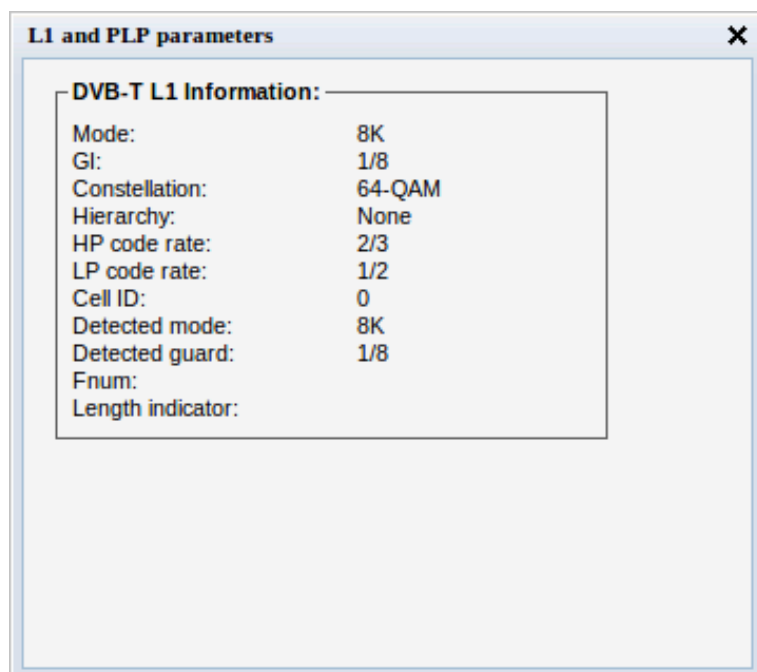 L1 and PLP parameters
DVB-T L1 Information:
Mode: 8K
GI: 1/8
Constellation: 64-QAM
Hierarchy: None
HP code rate: 2/3
LP code rate: 1/2
Cell ID: 0
Detected mode: 8K
Detected guard: 1/8
Fnum:
Length indicator: